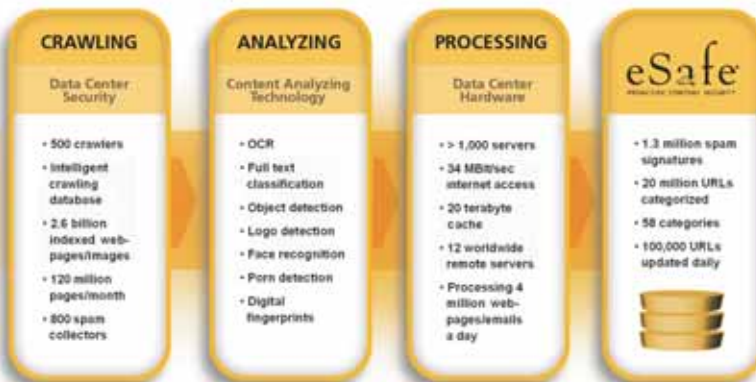 CRAWLING
Data Center
Security
• 500 crawlers
• Intelligent
crawling
database
• 2.6 billion
indexed web-
pages/images
• 120 million
pages/month
• 800 spam
collectors
ANALYZING
Content Analyzing
Technology
• OCR
• Full text
classification
• Object detection
• Logo detection
• Face recognition
• Porn detection
• Digital
fingerprints
PROCESSING
Data Center
Hardware
• > 1,000 servers
• 34 MBit/sec
internet access
• 20 terabyte
cache
• 12 worldwide
remote servers
• Processing 4
million web-
pages/emails
a day
eSafe
PROACTIVE CONTENT SECURITY
• 1.3 million spam
signatures
• 20 million URLs
categorized
• 58 categories
• 100,000 URLs
updated daily